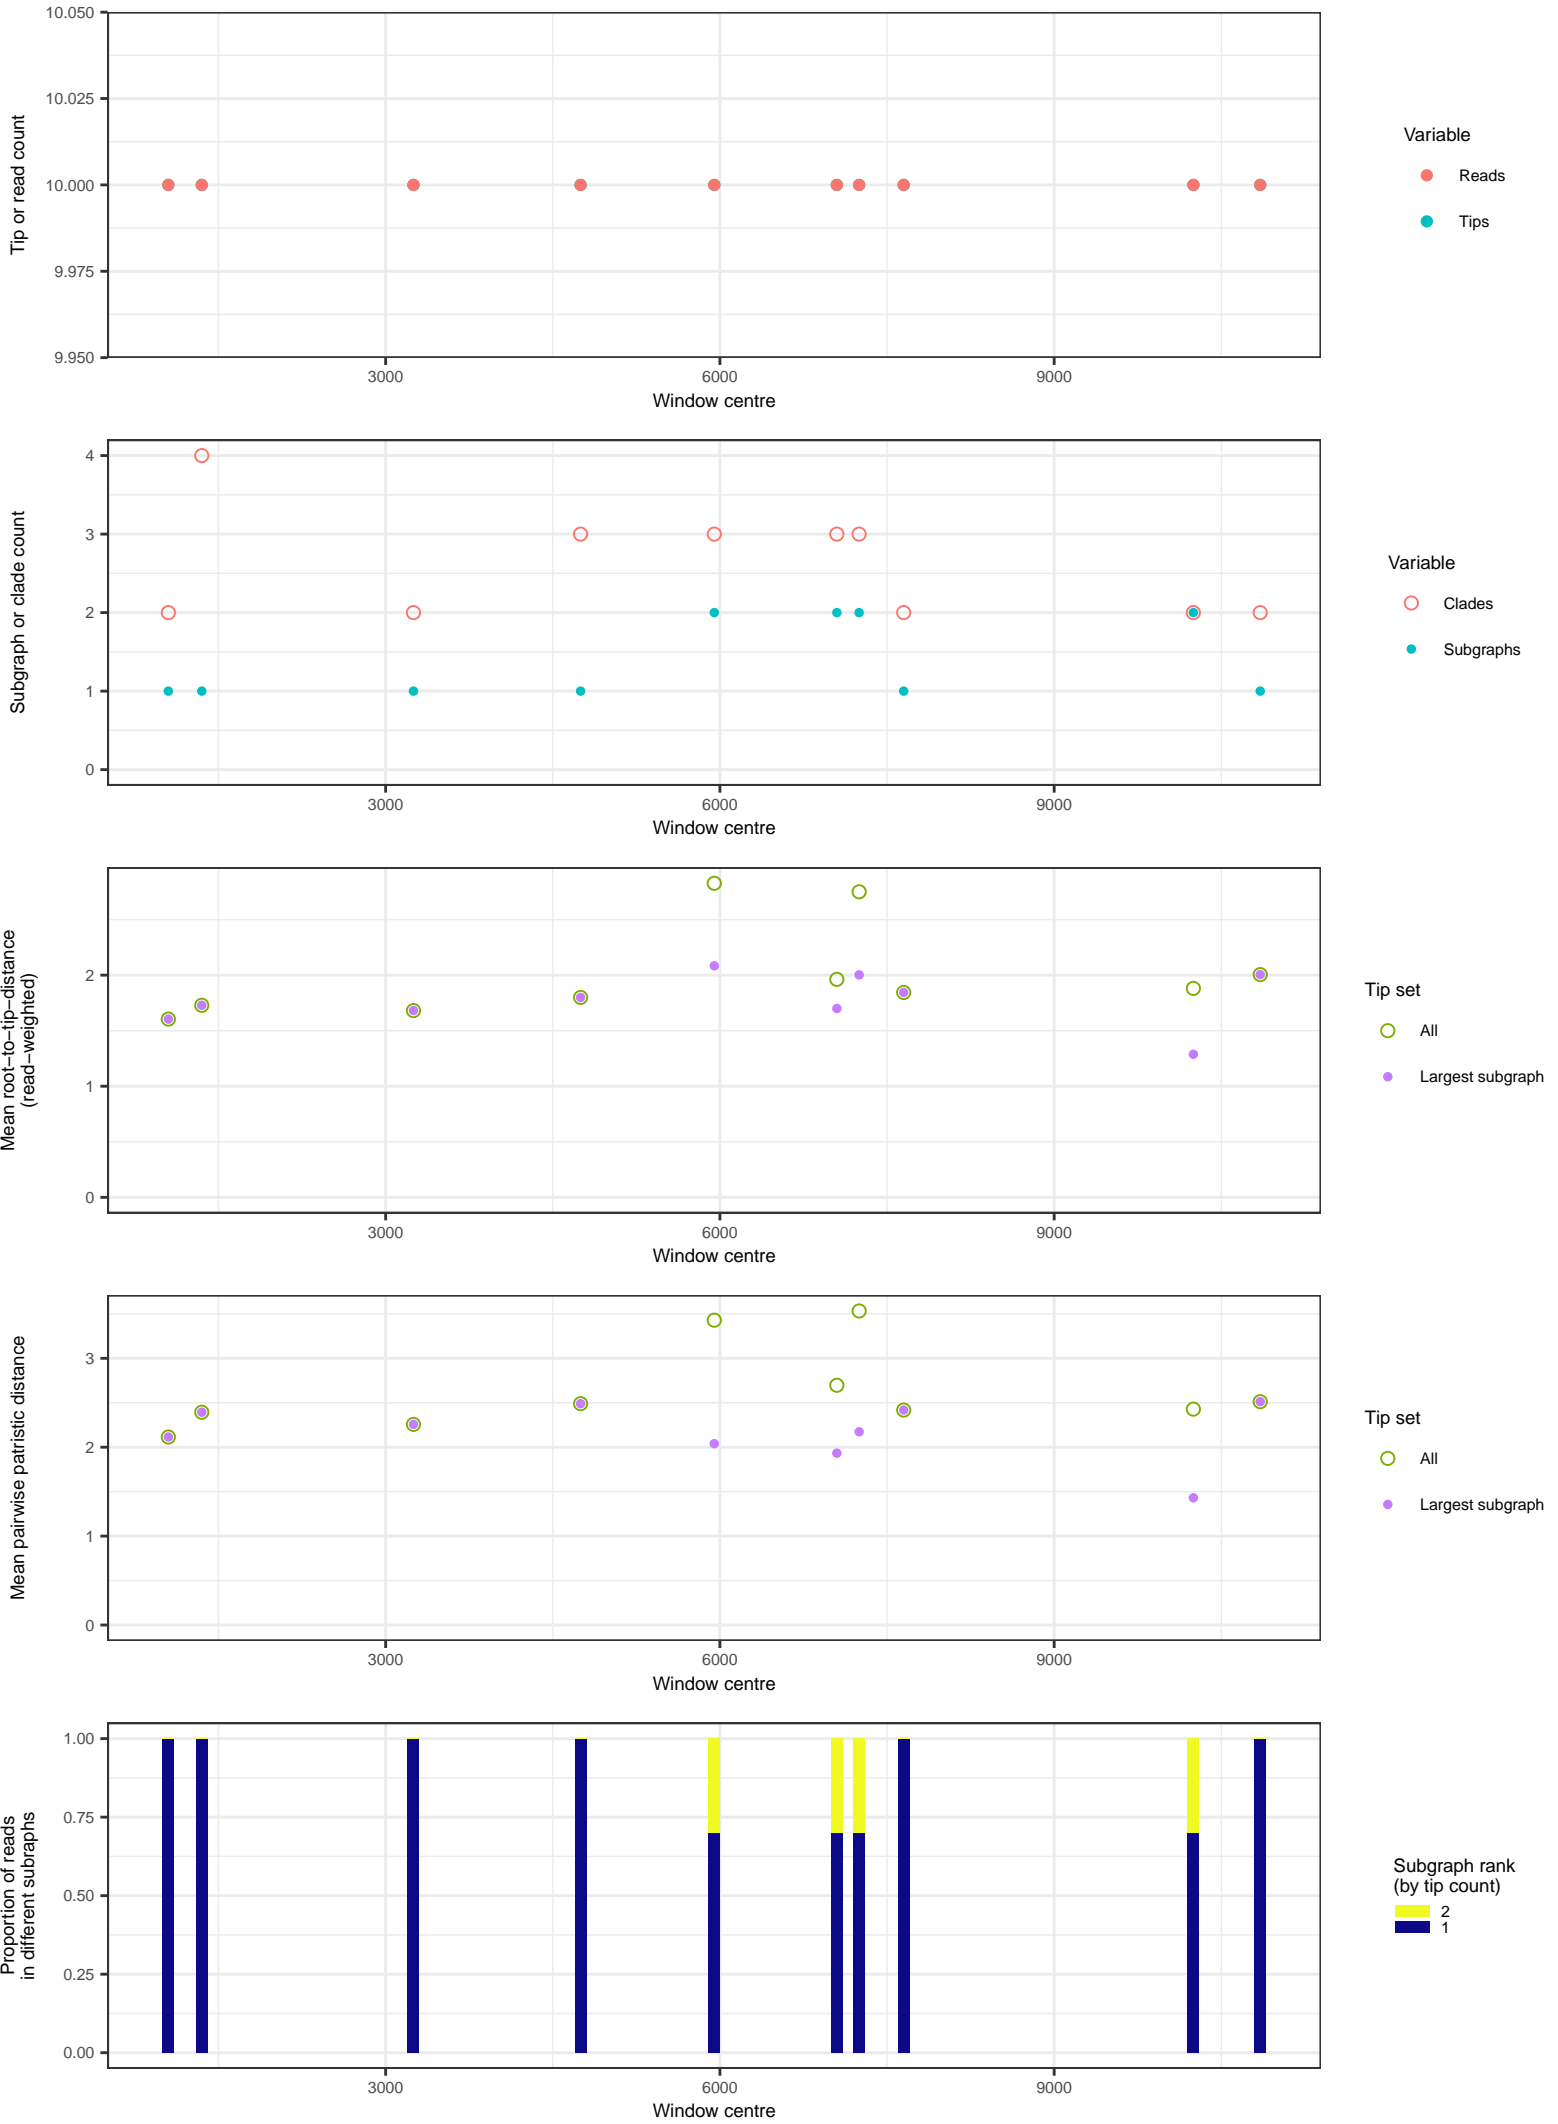 10.050
10.025
10.000
9.975
9.950
Tip or read count
3000
6000
9000
Window centre
Variable
Reads
Tips
4
3
2
1
0
Subgraph or clade count
3000
6000
9000
Window centre
Variable
Clades
Subgraphs
2
1
0
Mean root−to−tip−distance
(read−weighted)
3000
6000
9000
Window centre
Tip set
All
Largest subgraph
3
2
1
0
Mean pairwise patristic distance
3000
6000
9000
Window centre
Tip set
All
Largest subgraph
1.00
0.75
0.50
0.25
0.00
Proportion of reads
in different subraphs
3000
6000
9000
Window centre
Subgraph rank
(by tip count)
2
1